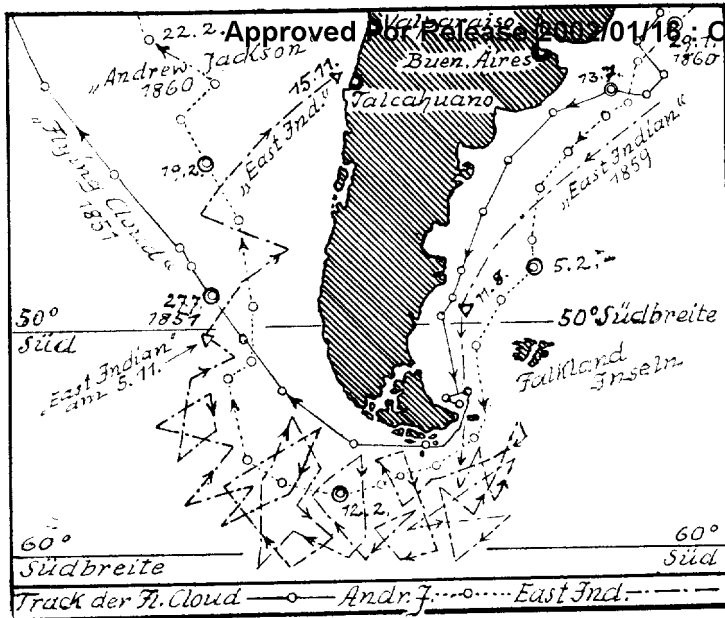 Approved For Release 2002/01/16 : C
Valparaiso
22.2.
29.1.
1860
„Andrew Jackson
1860
15.11.
Buen. Aires
13.7.
Talcahuano
„Flying Cloud“
1851
19.2.
„East Ind.“
„East Indian“
1859
5.2.
11.8.
27.7.
1851
50°
Süd
50° Südbreite
„East Indian“
am 5.11.
Falkland
Inseln
12.2.
60°
Südbreite
60°
Süd
Track der Fl. Cloud
Andr. J.
East Ind.